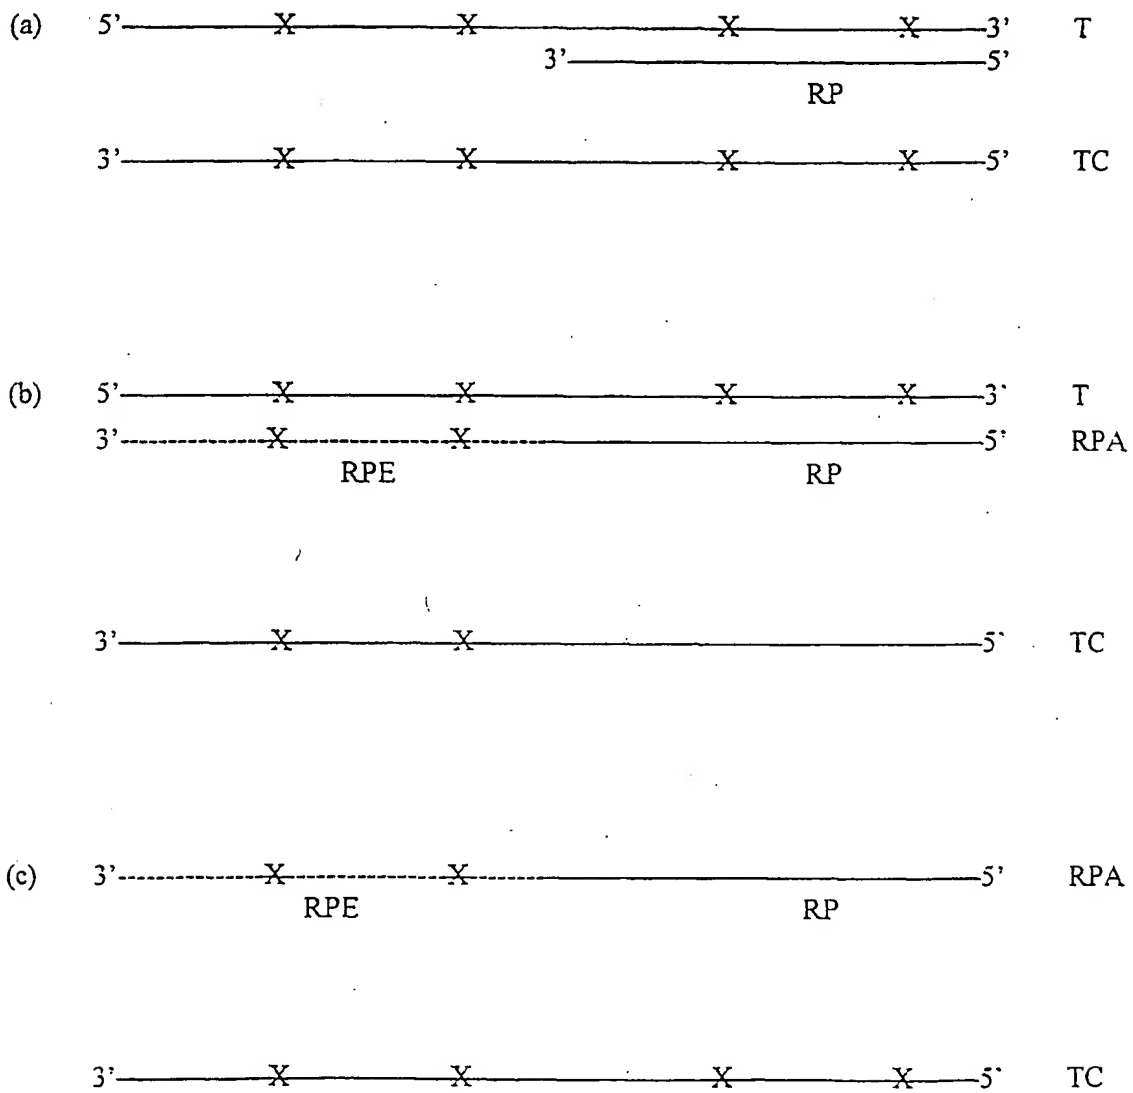 (a) 5' X X X X 3' T
3' 5'
RP
3' X X X X 5' TC
(b) 5' X X X X 3' T
3' X X 5' RPA
RPE RP
3' X X 5' TC
(c) 3' X X 5' RPA
RPE RP
3' X X X X 5' TC